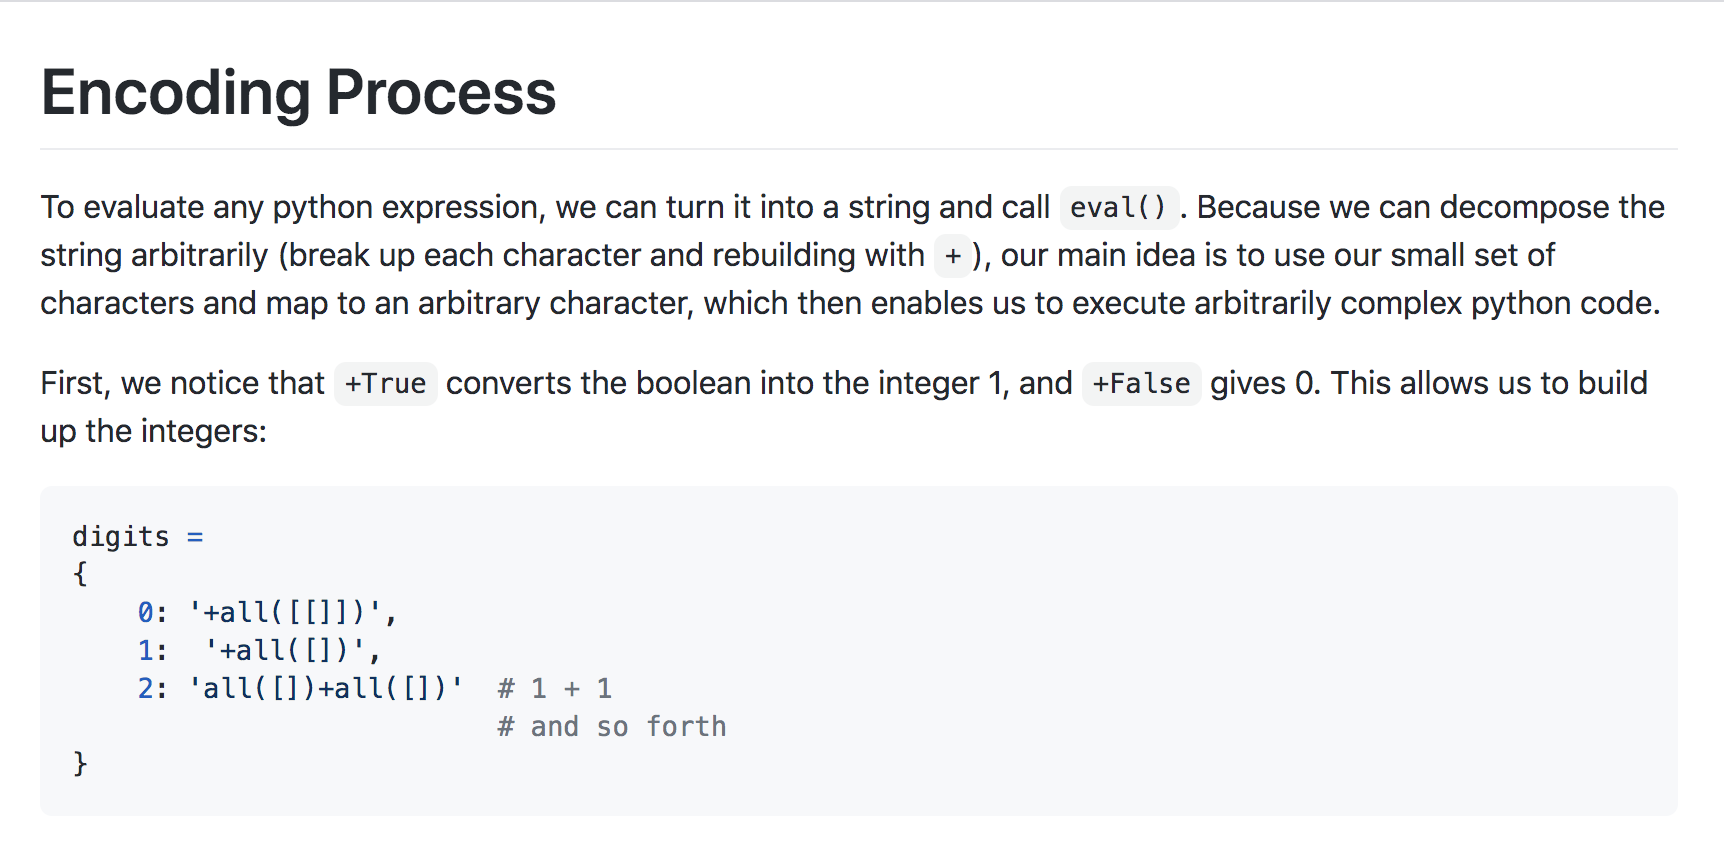 Encoding Process
To evaluate any python expression, we can turn it into a string and call eval() . Because we can decompose the
string arbitrarily (break up each character and rebuilding with + ), our main idea is to use our small set of
characters and map to an arbitrary character, which then enables us to execute arbitrarily complex python code.
First, we notice that +True converts the boolean into the integer 1, and +False gives 0. This allows us to build
up the integers:
digits =
{
    0: '+all([[]])',
    1:  '+all([])',
    2: 'all([])+all([])'  # 1 + 1
                          # and so forth
}